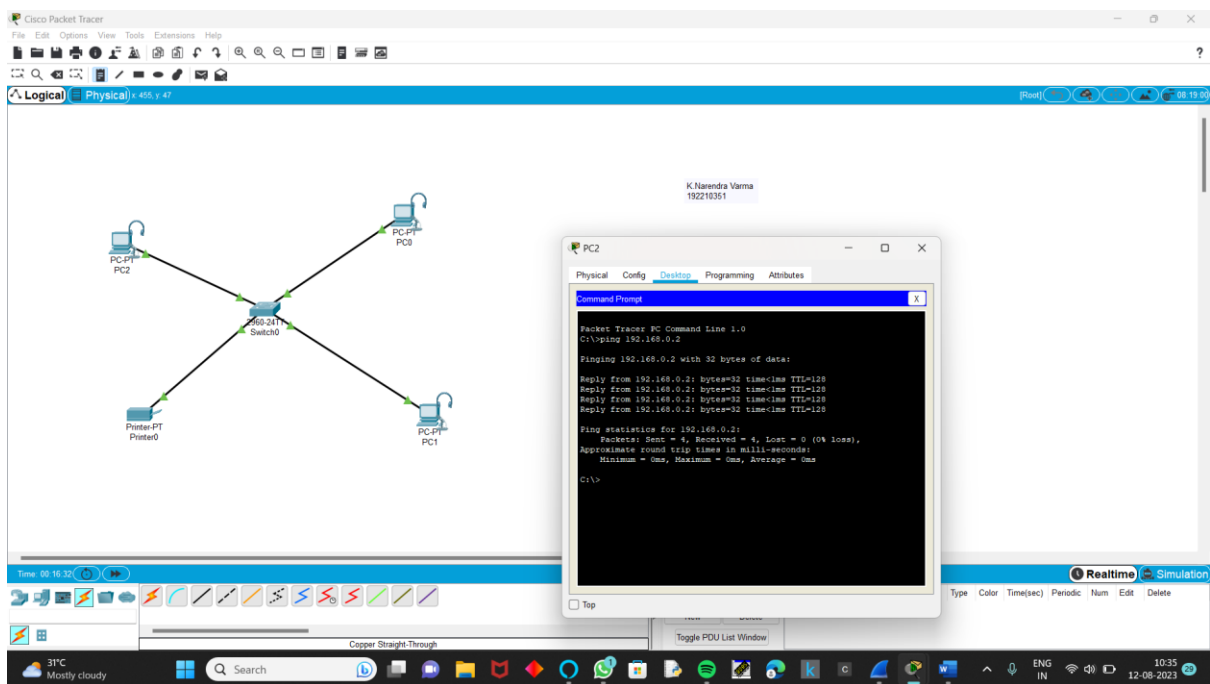 Cisco Packet Tracer
File Edit Options View Tools Extensions Help
?
Logical Physical x: 455, y: 47 [Root] 08:19:00
K.Narendra Varma
192210351
PC-PT
PC0
PC-PT
PC2
2960-24TT
Switch0
Printer-PT
Printer0
PC-PT
PC1
PC2
Physical Config Desktop Programming Attributes
Command Prompt X
Packet Tracer PC Command Line 1.0
C:\>ping 192.168.0.2
Pinging 192.168.0.2 with 32 bytes of data:
Reply from 192.168.0.2: bytes=32 time<1ms TTL=128
Reply from 192.168.0.2: bytes=32 time<1ms TTL=128
Reply from 192.168.0.2: bytes=32 time<1ms TTL=128
Reply from 192.168.0.2: bytes=32 time<1ms TTL=128
Ping statistics for 192.168.0.2:
Packets: Sent = 4, Received = 4, Lost = 0 (0% loss),
Approximate round trip times in milli-seconds:
Minimum = 0ms, Maximum = 0ms, Average = 0ms
C:\>
Top
Time: 00:16:32 Realtime Simulation
Type Color Time(sec) Periodic Num Edit Delete
New Delete
Toggle PDU List Window
Copper Straight-Through
31°C
Mostly cloudy
Search
ENG
IN
10:35
12-08-2023
29